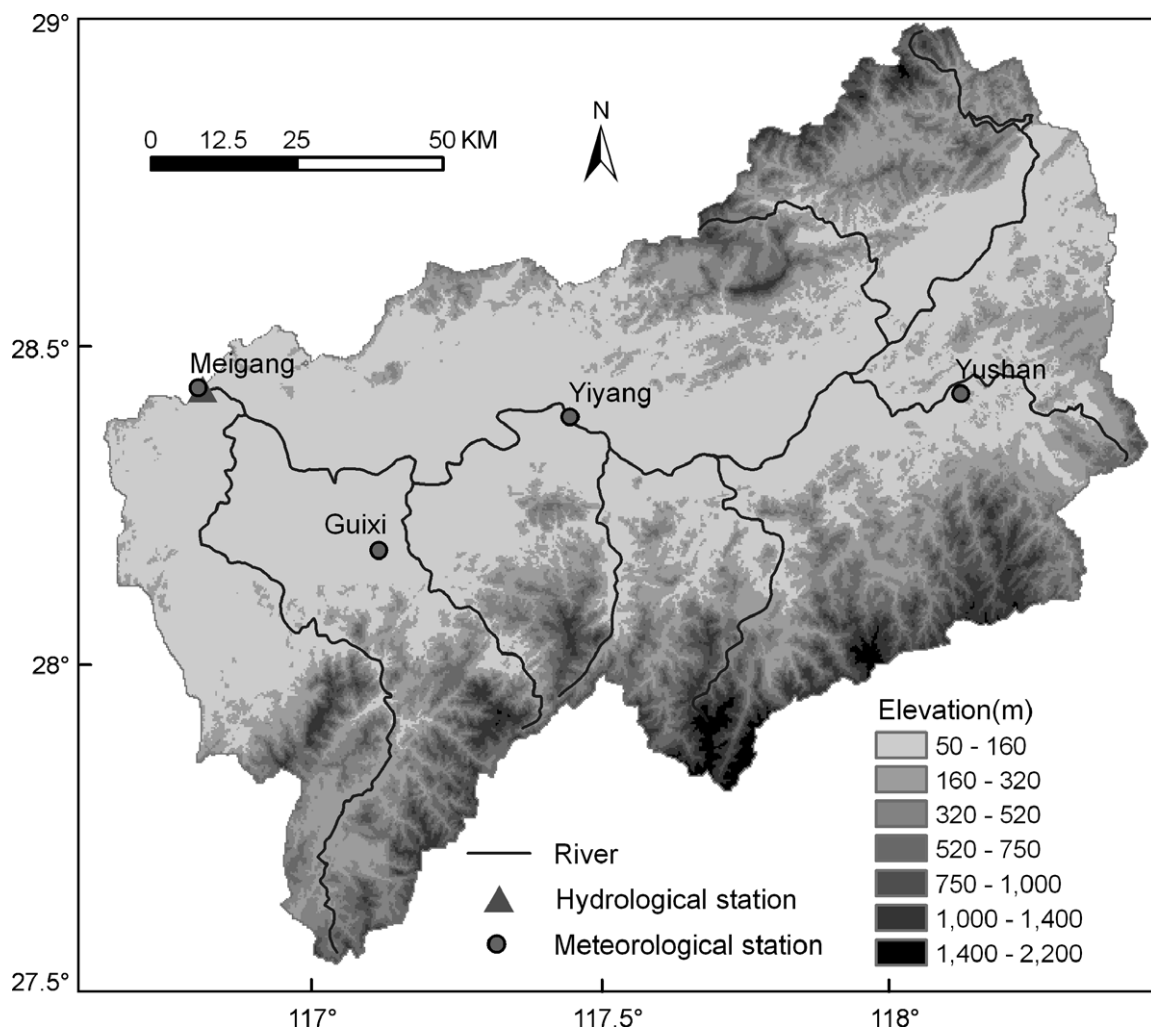 29°
N
0 12.5 25 50 KM
28.5°
Meigang
Yiyang
Yushan
Guixi
28°
Elevation(m)
50 - 160
160 - 320
320 - 520
520 - 750
750 - 1,000
1,000 - 1,400
1,400 - 2,200
River
Hydrological station
Meteorological station
27.5°
117° 117.5° 118°